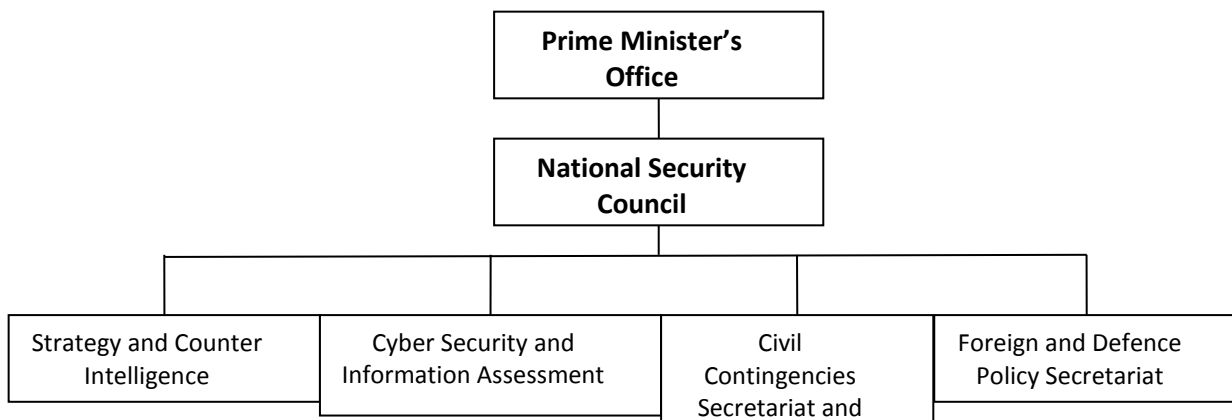 Prime Minister’s
Office
National Security
Council
Strategy and Counter
Intelligence
Cyber Security and
Information Assessment
Civil
Contingencies
Secretariat and
Foreign and Defence
Policy Secretariat